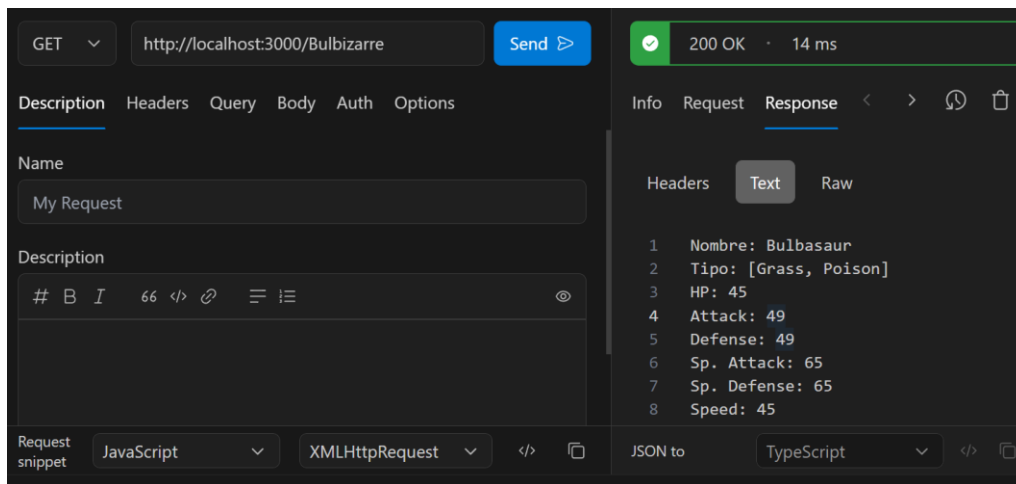 GET
http://localhost:3000/Bulbizarre
Send
Description Headers Query Body Auth Options
Name
My Request
Description
# B I 66 </>
Request snippet
JavaScript
XMLHttpRequest
</>
200 OK · 14 ms
Info Request Response < >
Headers Text Raw
1 Nombre: Bulbasaur
2 Tipo: [Grass, Poison]
3 HP: 45
4 Attack: 49
5 Defense: 49
6 Sp. Attack: 65
7 Sp. Defense: 65
8 Speed: 45
JSON to
TypeScript
</>